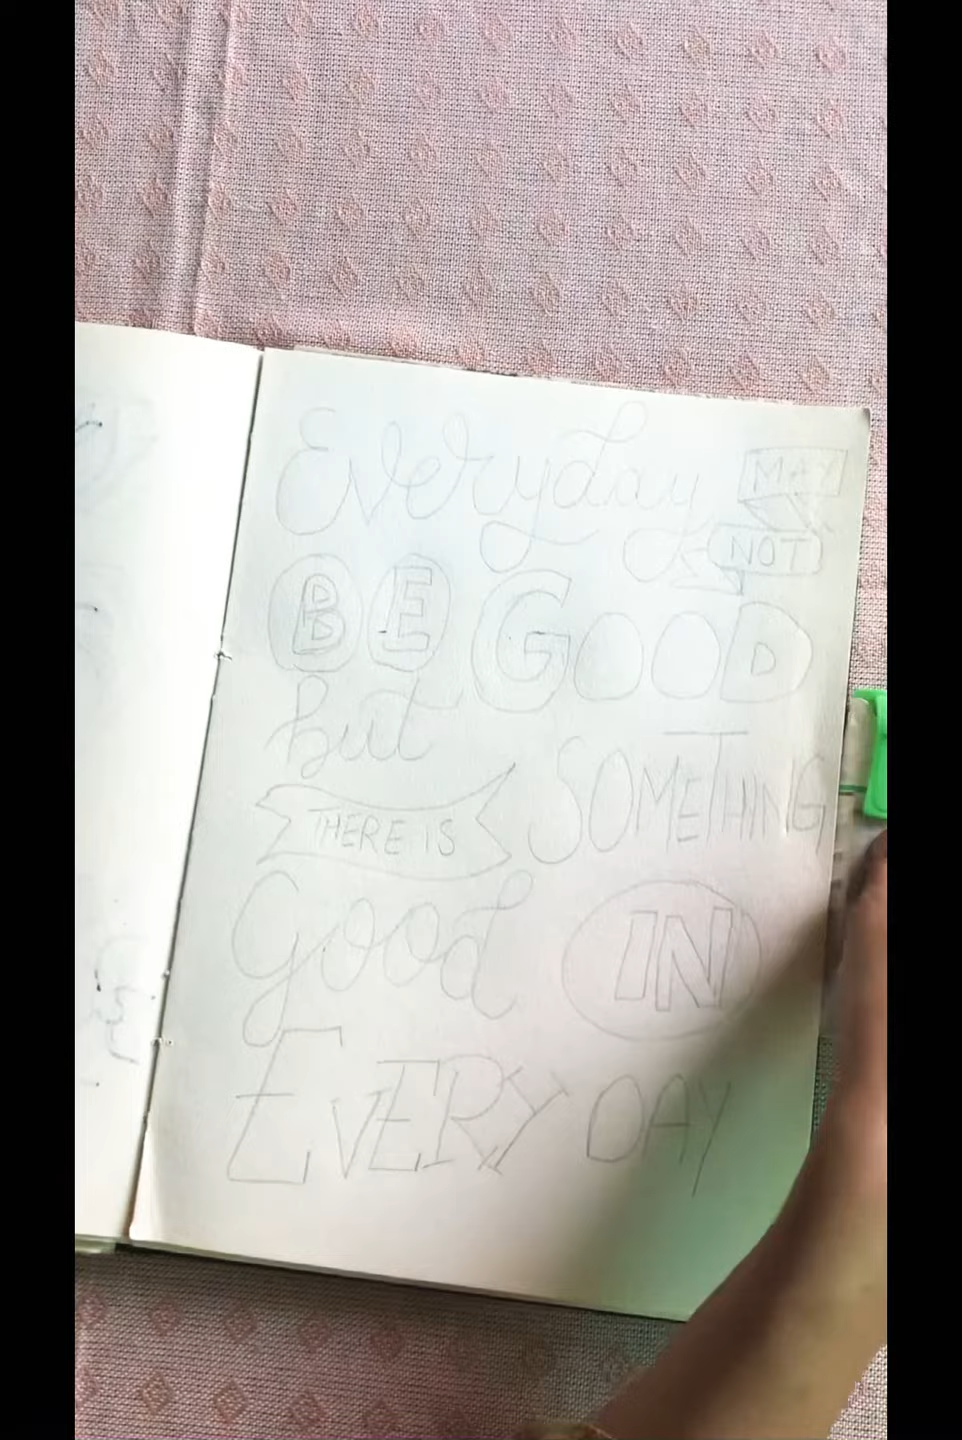 Everyday MAY
NOT
BE GOOD
but
THERE IS SOMETHING
Good IN
EVERY DAY